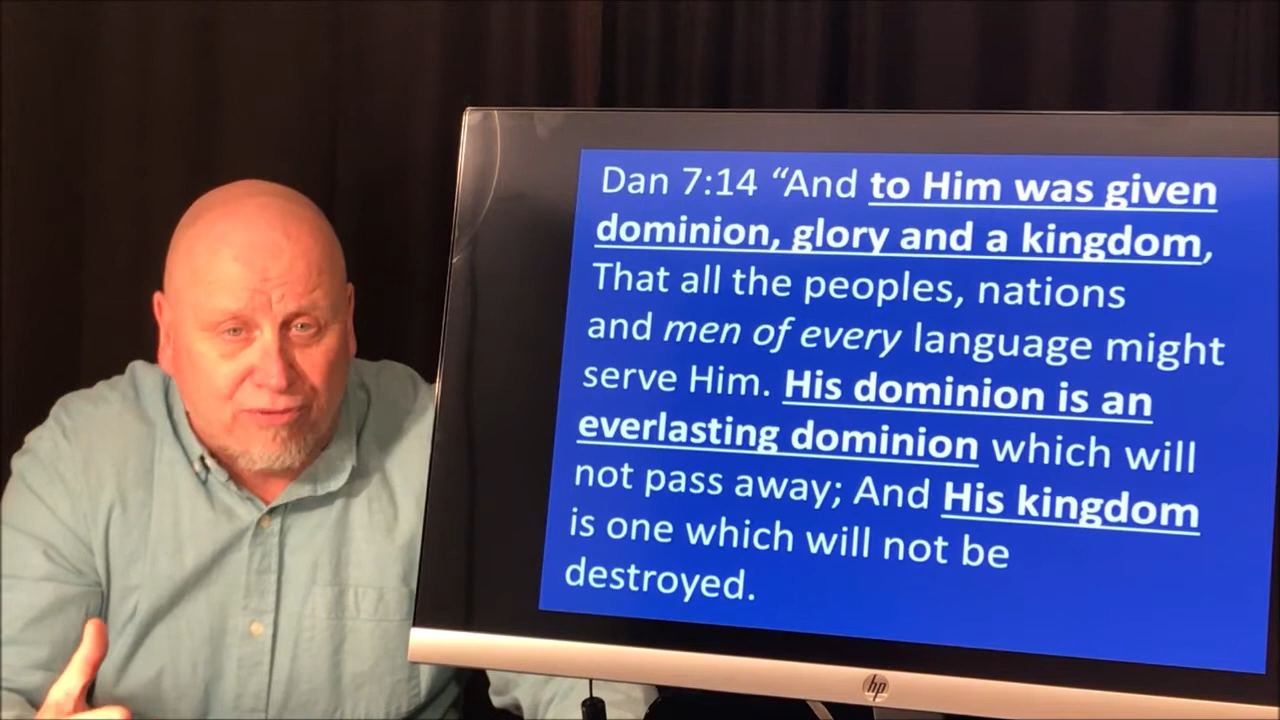 Dan 7:14 “And to Him was given
dominion, glory and a kingdom,
That all the peoples, nations
and men of every language might
serve Him. His dominion is an
everlasting dominion which will
not pass away; And His kingdom
is one which will not be
destroyed.
hp